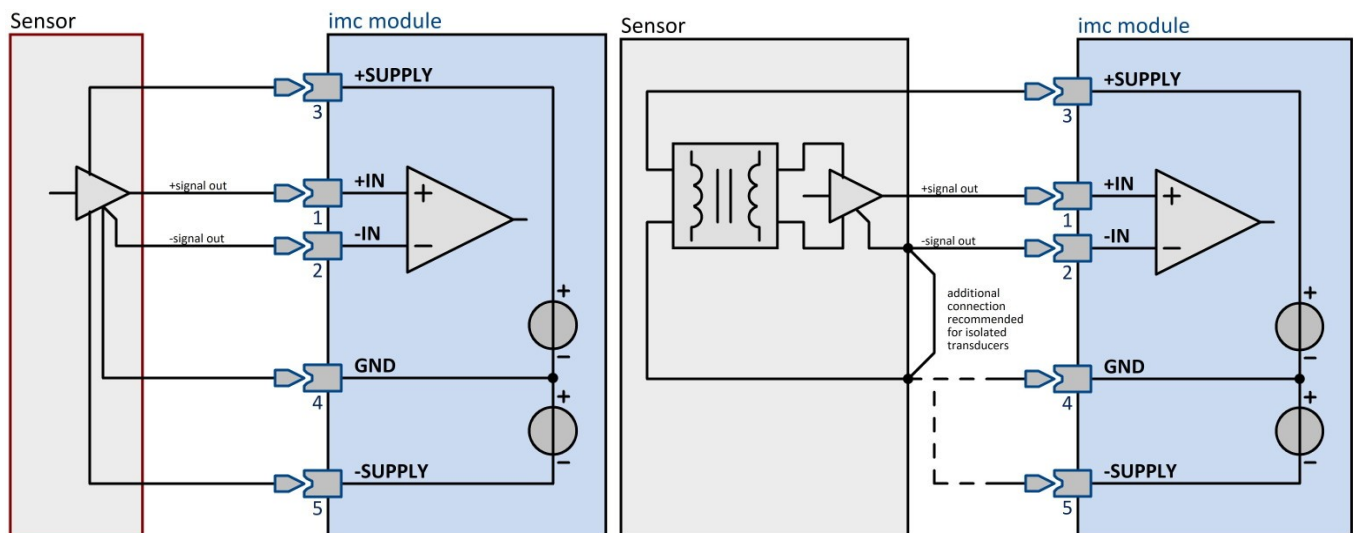 Sensor
imc module
+SUPPLY
3
+signal out
+IN
+
1
-signal out
-IN
−
2
+
−
GND
4
+
−
-SUPPLY
5
Sensor
imc module
+SUPPLY
3
+signal out
+IN
+
1
-signal out
-IN
−
2
additional
connection
recommended
for isolated
transducers
+
−
GND
4
+
−
-SUPPLY
5